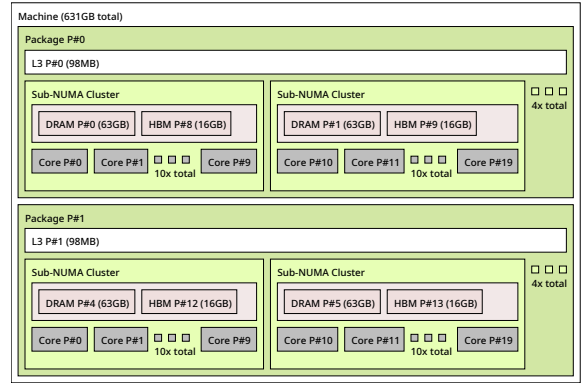 Machine (631GB total)
Package P#0
L3 P#0 (98MB)
Sub-NUMA Cluster
DRAM P#0 (63GB) HBM P#8 (16GB)
Core P#0 Core P#1 10x total Core P#9
Sub-NUMA Cluster
DRAM P#1 (63GB) HBM P#9 (16GB)
Core P#10 Core P#11 10x total Core P#19
4x total
Package P#1
L3 P#1 (98MB)
Sub-NUMA Cluster
DRAM P#4 (63GB) HBM P#12 (16GB)
Core P#0 Core P#1 10x total Core P#9
Sub-NUMA Cluster
DRAM P#5 (63GB) HBM P#13 (16GB)
Core P#10 Core P#11 10x total Core P#19
4x total